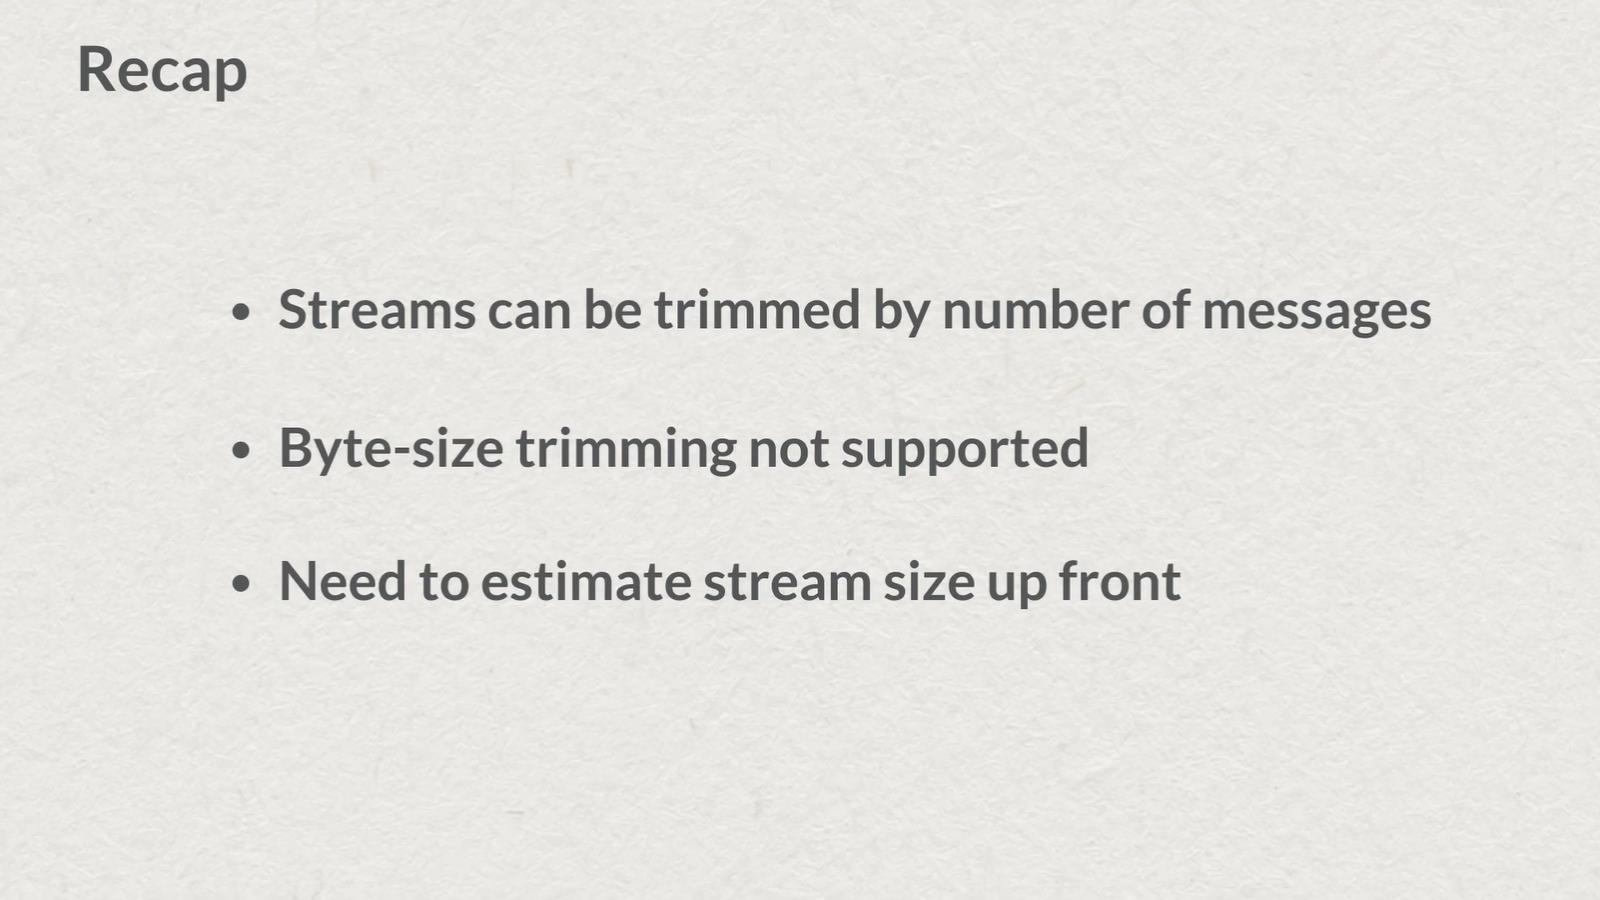 Recap
• Streams can be trimmed by number of messages
• Byte-size trimming not supported
• Need to estimate stream size up front